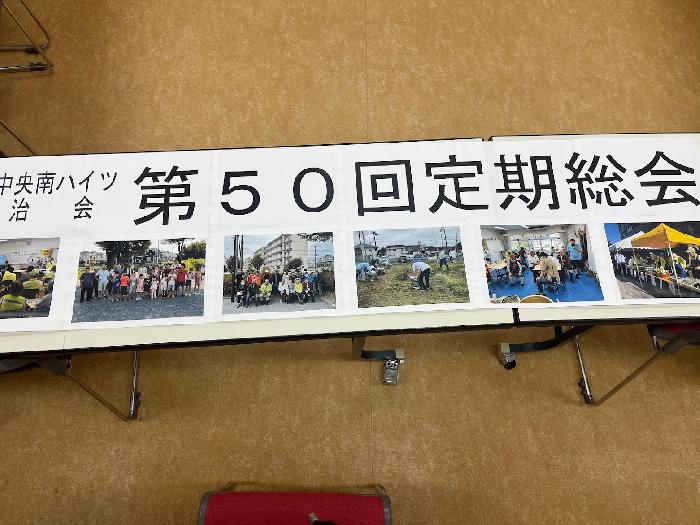 中央南ハイツ
治会
第50回定期総会